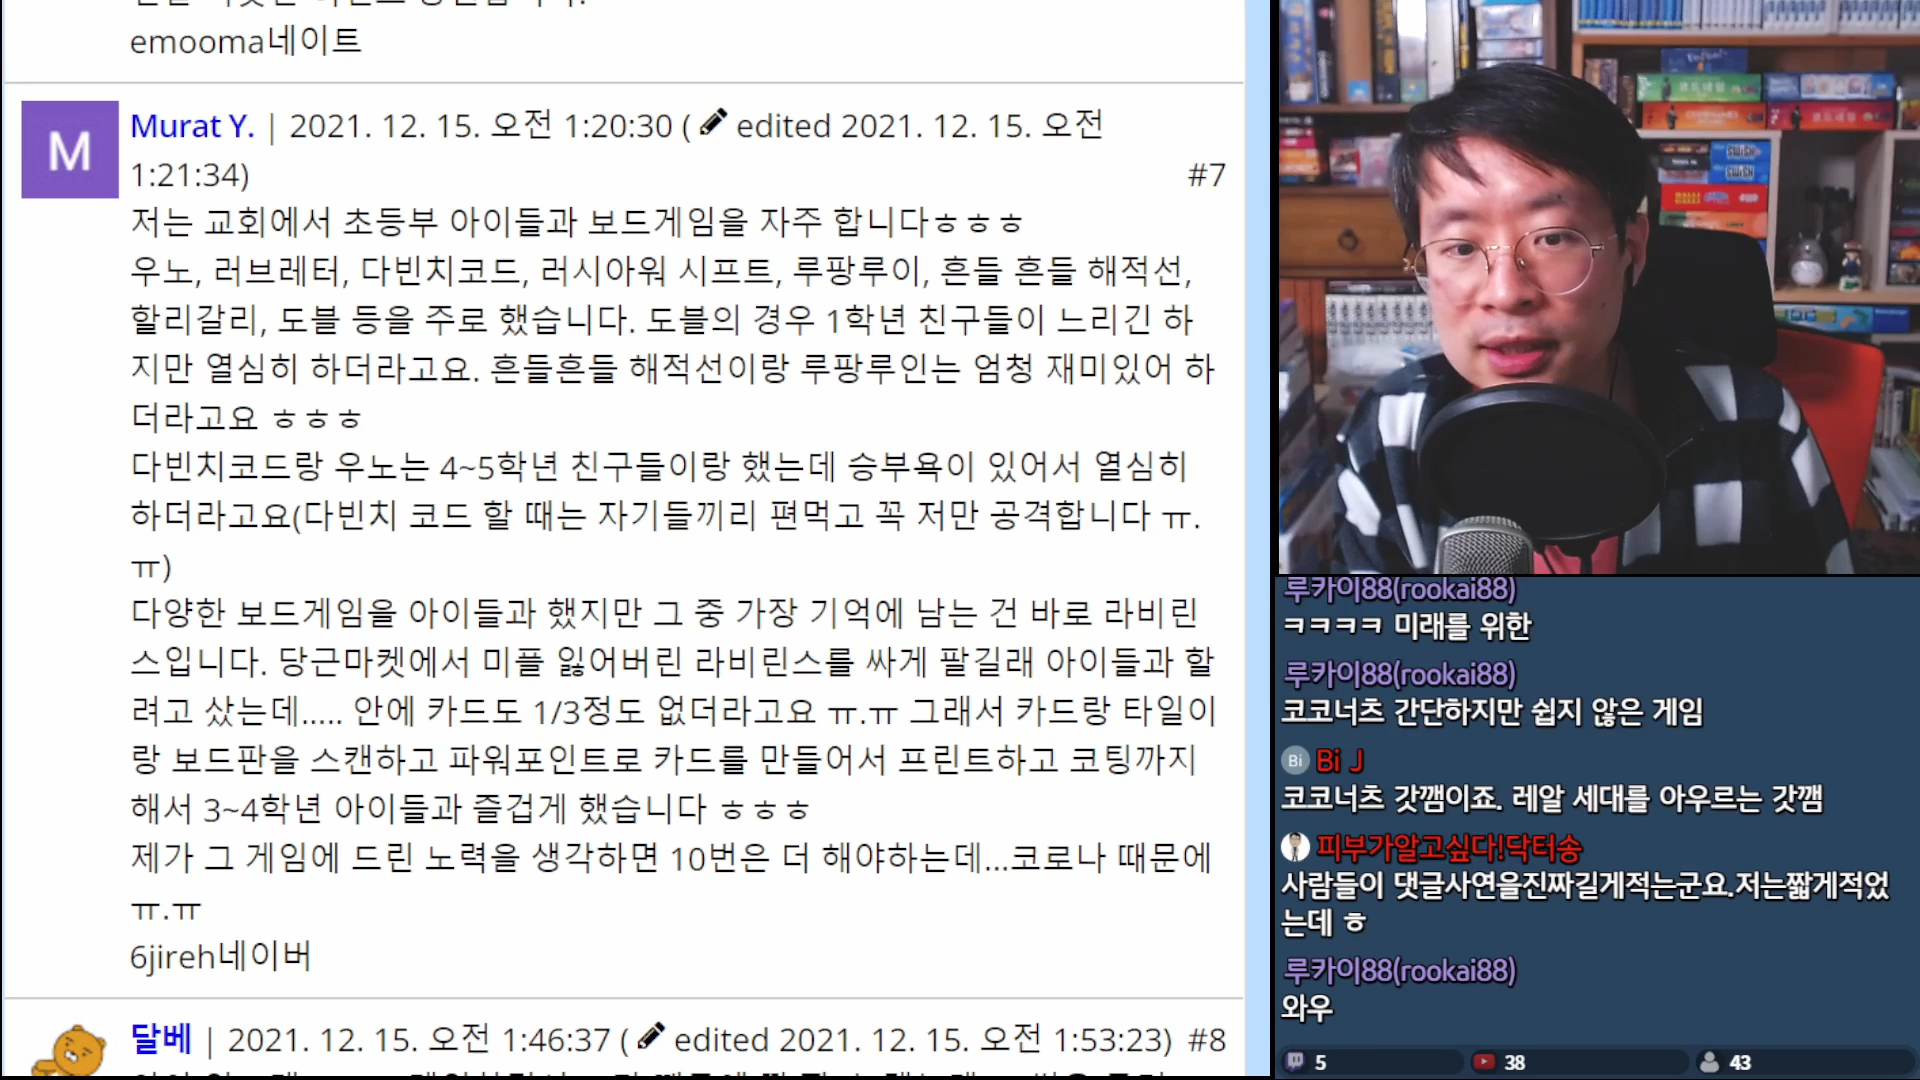 emooma네이트
M
Murat Y. | 2021. 12. 15. 오전 1:20:30 ( edited 2021. 12. 15. 오전
1:21:34)
#7
저는 교회에서 초등부 아이들과 보드게임을 자주 합니다ㅎㅎㅎ
우노, 러브레터, 다빈치코드, 러시아워 시프트, 루팡루이, 흔들 흔들 해적선,
할리갈리, 도블 등을 주로 했습니다. 도블의 경우 1학년 친구들이 느리긴 하
지만 열심히 하더라고요. 흔들흔들 해적선이랑 루팡루인는 엄청 재미있어 하
더라고요 ㅎㅎㅎ
다빈치코드랑 우노는 4~5학년 친구들이랑 했는데 승부욕이 있어서 열심히
하더라고요(다빈치 코드 할 때는 자기들끼리 편먹고 꼭 저만 공격합니다 ㅠ.
ㅠ)
다양한 보드게임을 아이들과 했지만 그 중 가장 기억에 남는 건 바로 라비린
스입니다. 당근마켓에서 미플 잃어버린 라비린스를 싸게 팔길래 아이들과 할
려고 샀는데..... 안에 카드도 1/3정도 없더라고요 ㅠ.ㅠ 그래서 카드랑 타일이
랑 보드판을 스캔하고 파워포인트로 카드를 만들어서 프린트하고 코팅까지
해서 3~4학년 아이들과 즐겁게 했습니다 ㅎㅎㅎ
제가 그 게임에 드린 노력을 생각하면 10번은 더 해야하는데...코로나 때문에
ㅠ.ㅠ
6jireh네이버
달베 | 2021. 12. 15. 오전 1:46:37 ( edited 2021. 12. 15. 오전 1:53:23) #8
루카이88(rookai88)
ㅋㅋㅋㅋ 미래를 위한
루카이88(rookai88)
코코너츠 간단하지만 쉽지 않은 게임
Bi Bi J
코코너츠 갓깸이죠. 레알 세대를 아우르는 갓깸
피부가알고싶다!닥터송
사람들이 댓글사연을진짜길게적는군요.저는짧게적었
는데 ㅎ
루카이88(rookai88)
와우
5 38 43